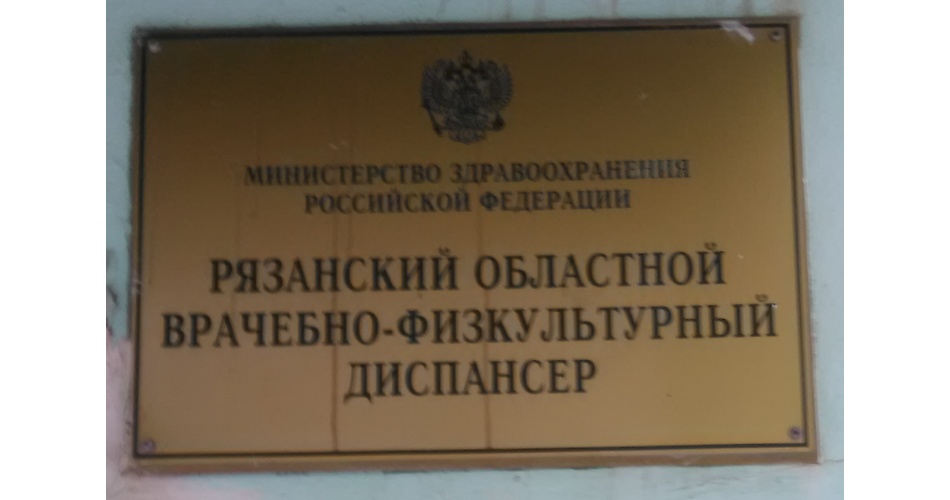 МИНИСТЕРСТВО ЗДРАВООХРАНЕНИЯ
РОССИЙСКОЙ ФЕДЕРАЦИИ
РЯЗАНСКИЙ ОБЛАСТНОЙ
ВРАЧЕБНО-ФИЗКУЛЬТУРНЫЙ
ДИСПАНСЕР